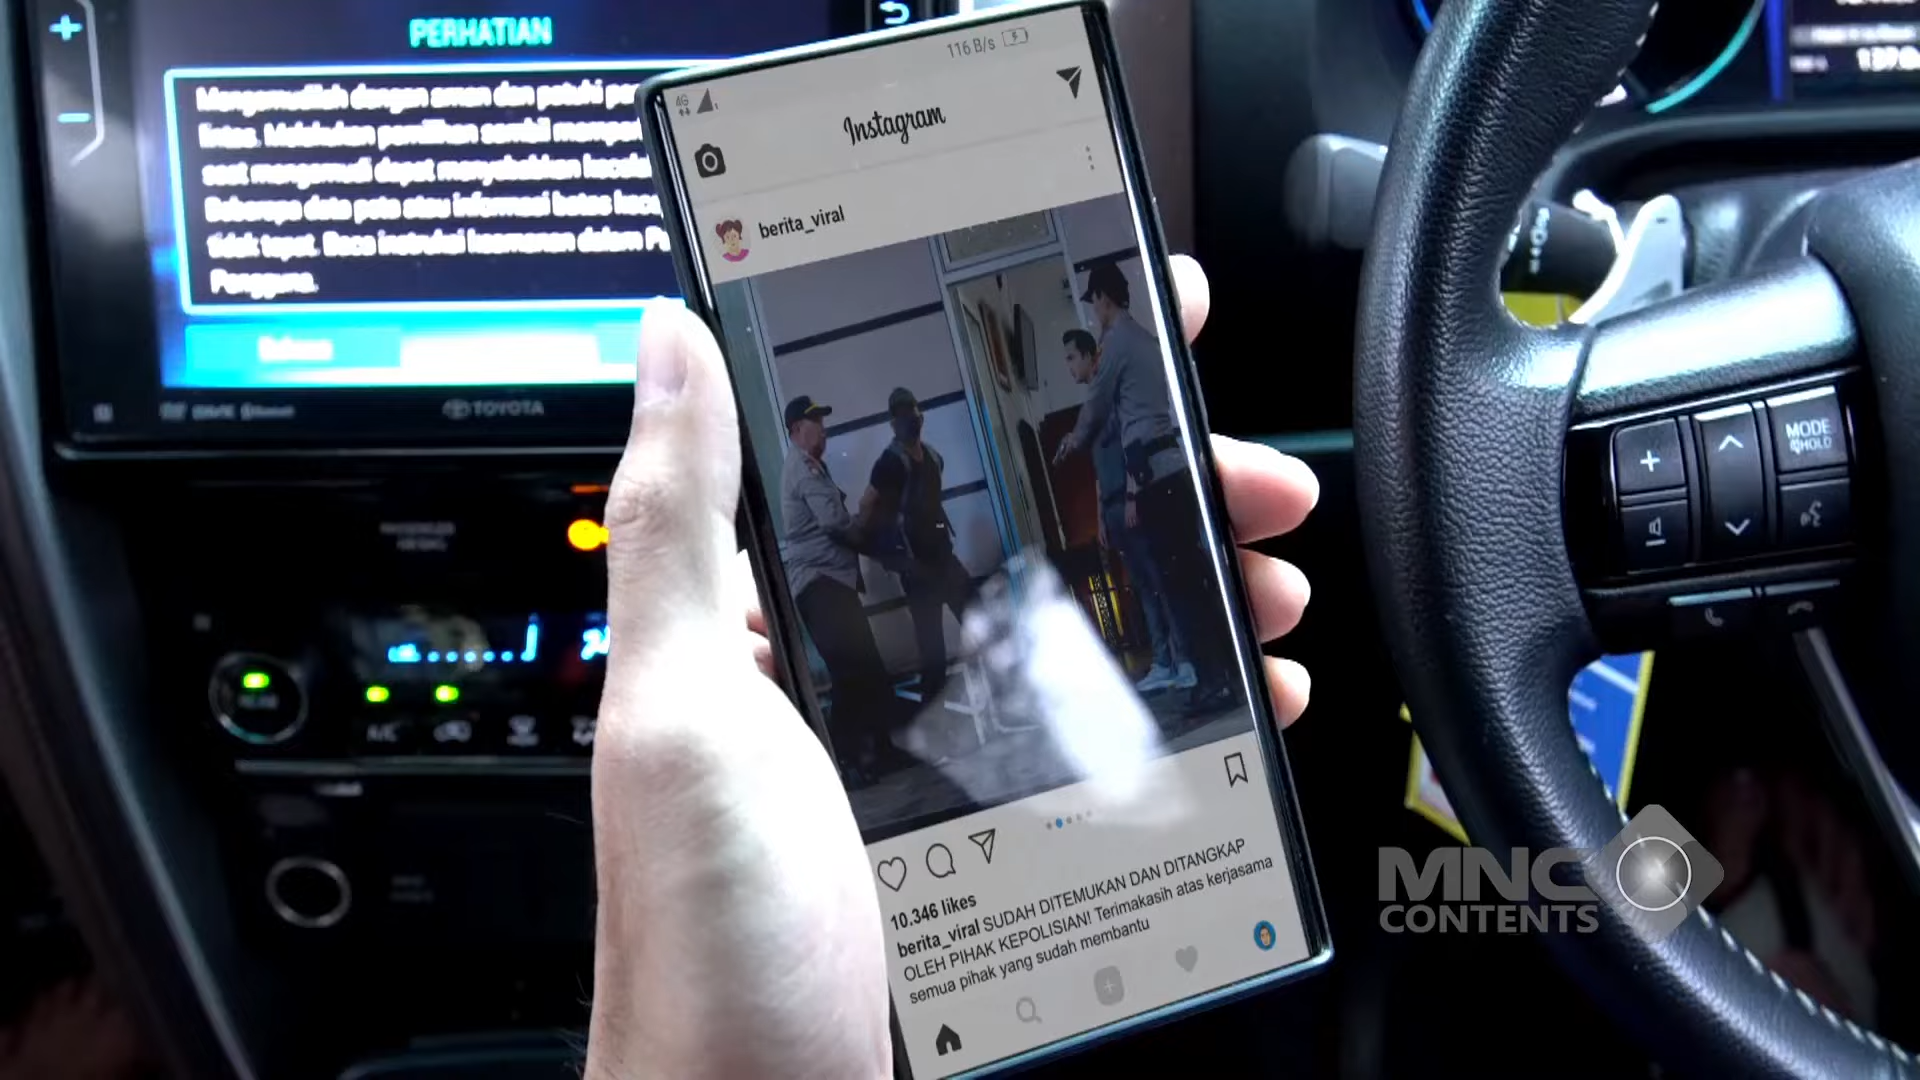 PERHATIAN
Mengemudilah dengan aman dan patuhi
batas. Melakukan pemilihan sambil
saat mengemudi dapat menyebabkan
Beberapa data peta atau informasi batas
tidak tepat. Baca instruksi keamanan dalam
Pengguna.
TOYOTA
A/C
4G
116 B/s
Instagram
berita_viral
10.346 likes
berita_viral SUDAH DITEMUKAN DAN DITANGKAP
OLEH PIHAK KEPOLISIAN! Terimakasih atas kerjasama
semua pihak yang sudah membantu
MODE
HOLD
MNC
CONTENTS